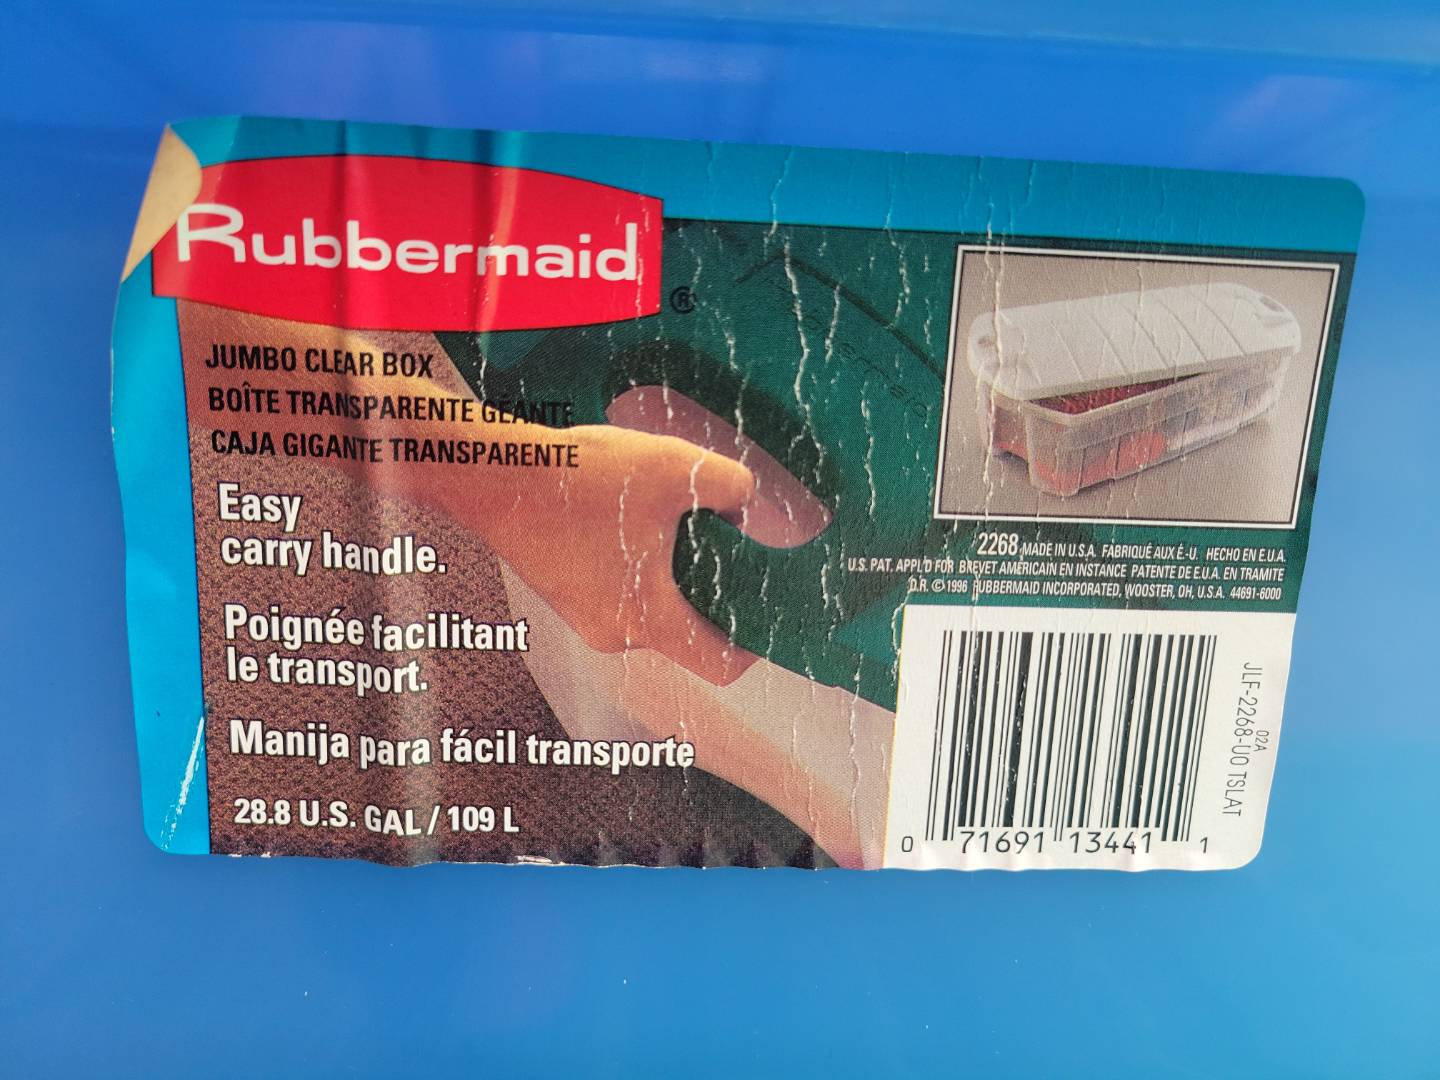 Rubbermaid
®
JUMBO CLEAR BOX
BOÎTE TRANSPARENTE GÉANTE
CAJA GIGANTE TRANSPARENTE
Easy
carry handle.
Poignée facilitant
le transport.
Manija para fácil transporte
28.8 U.S. GAL / 109 L
Rubbermaid
2268 MADE IN U.S.A. FABRIQUÉ AUX É.-U. HECHO EN E.U.A.
U.S. PAT. APPL'D FOR BREVET AMÉRICAIN EN INSTANCE PATENTE DE E.U.A. EN TRAMITE
D.R. © 1996 RUBBERMAID INCORPORATED, WOOSTER, OH, U.S.A. 44691-6000
0 71691 13441 1
02A
JLF-2268-U0 TSLAT